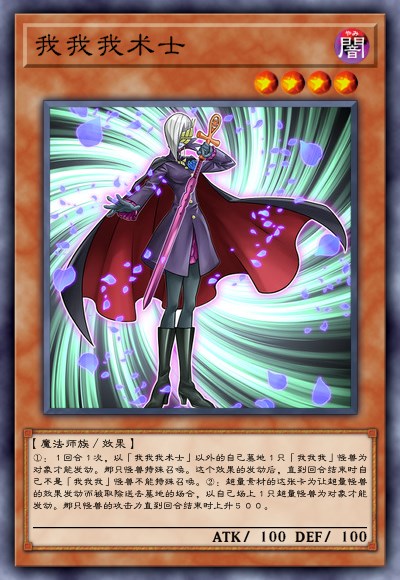 我我我术士
やみ
闇
【魔法师族／效果】
①：1回合1次，以「我我我术士」以外的自己墓地1只「我我我」怪兽为
对象才能发动。那只怪兽特殊召唤。这个效果的发动后，直到回合结束时自
己不是「我我我」怪兽不能特殊召唤。②：超量素材的这张卡为让超量怪兽
的效果发动而被取除送去墓地的场合，以自己场上1只超量怪兽为对象才能
发动。那只怪兽的攻击力直到回合结束时上升５００。
ATK/ 100 DEF/ 100